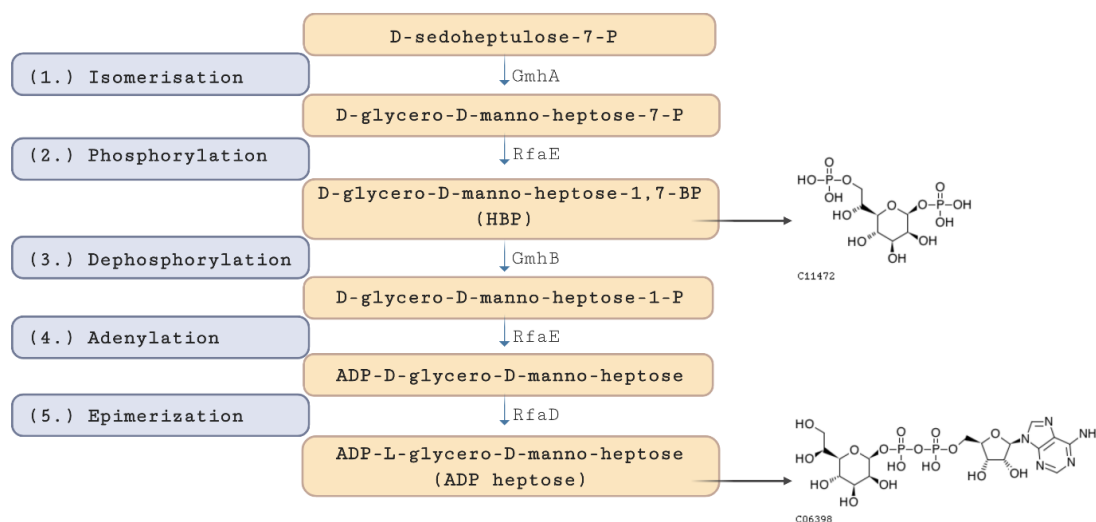 D-sedoheptulose-7-P
(1.) Isomerisation
GmhA
D-glycero-D-manno-heptose-7-P
(2.) Phosphorylation
RfaE
D-glycero-D-manno-heptose-1,7-BP
(HBP)
(3.) Dephosphorylation
GmhB
D-glycero-D-manno-heptose-1-P
(4.) Adenylation
RfaE
ADP-D-glycero-D-manno-heptose
(5.) Epimerization
RfaD
ADP-L-glycero-D-manno-heptose
(ADP heptose)
O
HO P O
OH
O
O P OH
OH
HO
O
HO
OH
OH
C11472
HO
HO
O
O P O P O
O O
HO HO
HO
OH
HO
O
HO
OH
N
N
N
N
NH
C06398